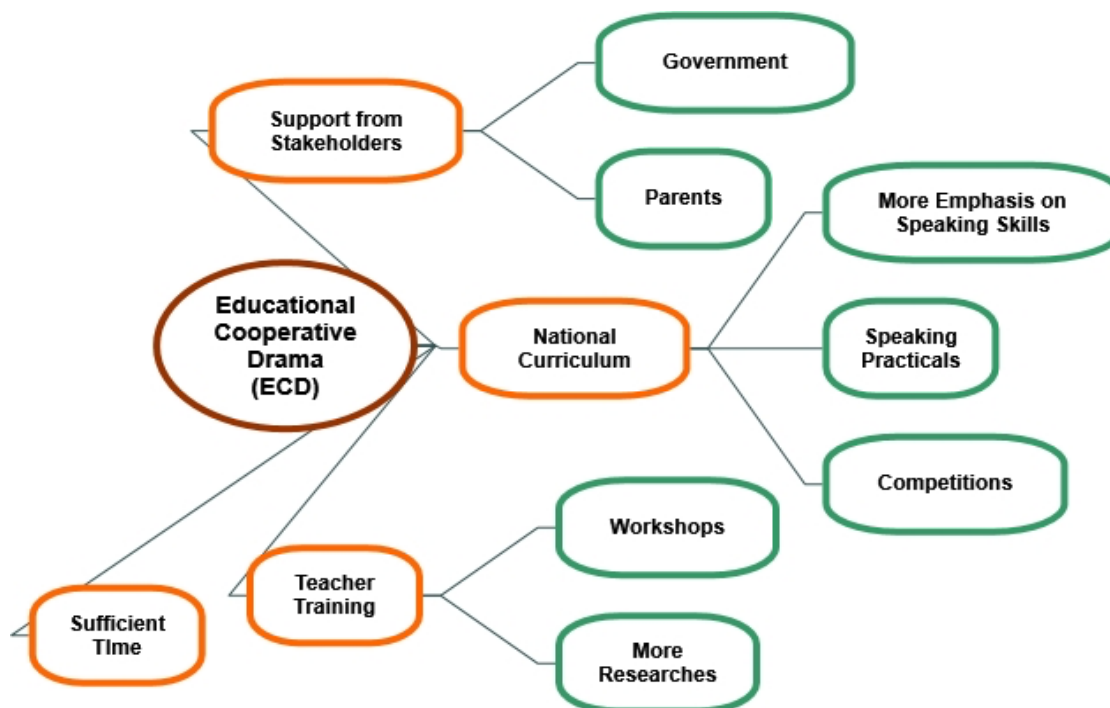 Government
Support from
Stakeholders
Parents
More Emphasis on
Speaking Skills
Educational
Cooperative
Drama
(ECD)
National
Curriculum
Speaking
Practicals
Competitions
Workshops
Teacher
Training
Sufficient
TIme
More
Researches